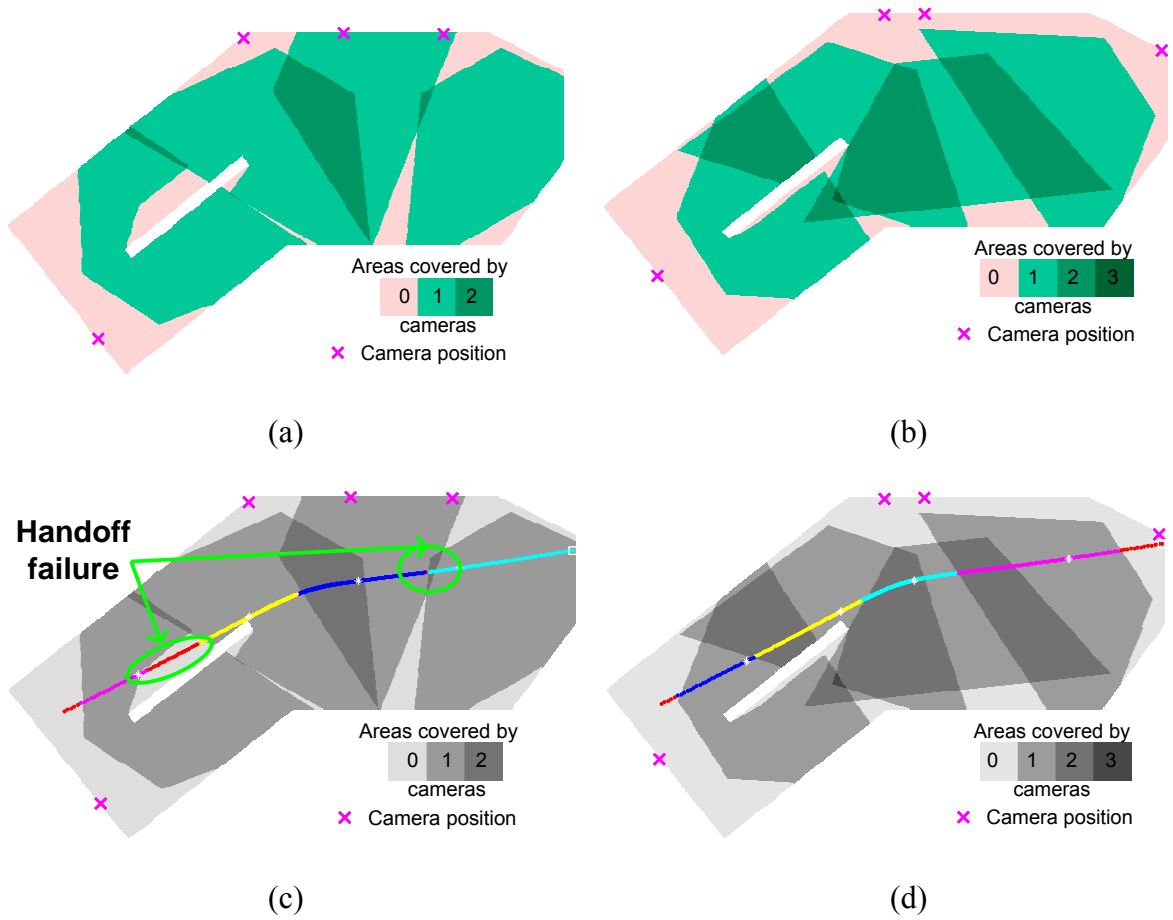 Areas covered by
0 1 2
cameras
Camera position
(a)
Areas covered by
0 1 2 3
cameras
Camera position
(b)
Handoff
failure
Areas covered by
0 1 2
cameras
Camera position
(c)
Areas covered by
0 1 2 3
cameras
Camera position
(d)